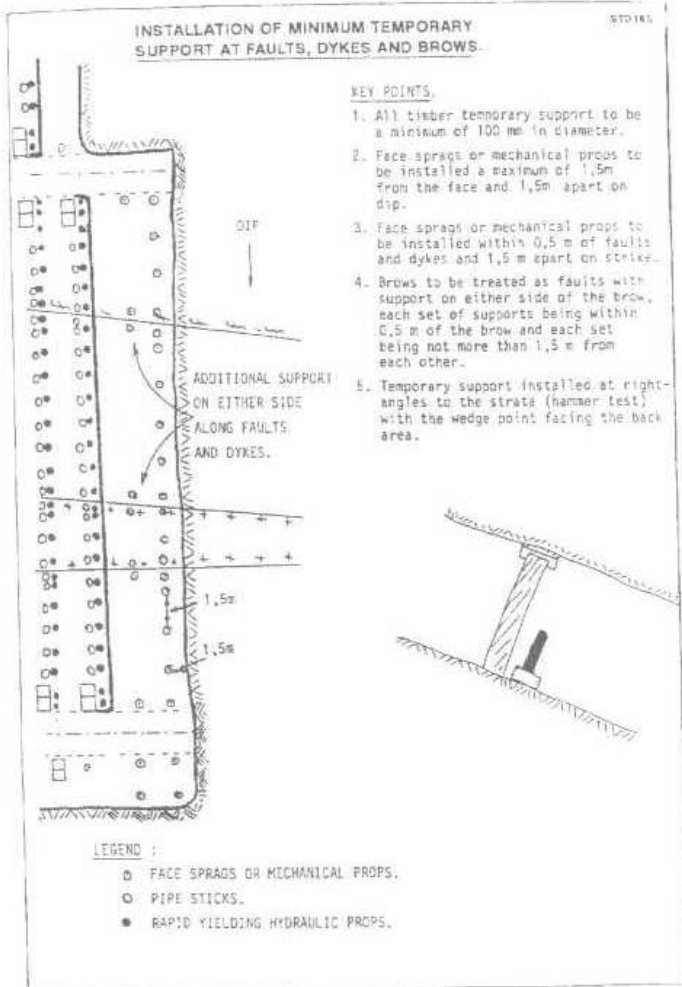 INSTALLATION OF MINIMUM TEMPORARY
SUPPORT AT FAULTS, DYKES AND BROWS.
KEY POINTS.
1. All timber temporary support to be
a minimum of 100 mm in diameter.
2. Face sprags or mechanical props to
be installed a maximum of 1,5m
from the face and 1,5m apart on
dip.
3. Face sprags or mechanical props to
be installed within 0,5 m of faults
and dykes and 1,5 m apart on strike.
4. Brows to be treated as faults with
support on either side of the brow,
each set of supports being within
0,5 m of the brow and each set
being not more than 1,5 m from
each other.
5. Temporary support installed at right-
angles to the strata (hammer test)
with the wedge point facing the back
area.
DIP
ADDITIONAL SUPPORT
ON EITHER SIDE
ALONG FAULTS
AND DYKES.
1,5m
1,5m
LEGEND :
FACE SPRAGS OR MECHANICAL PROPS.
PIPE STICKS.
RAPID YIELDING HYDRAULIC PROPS.